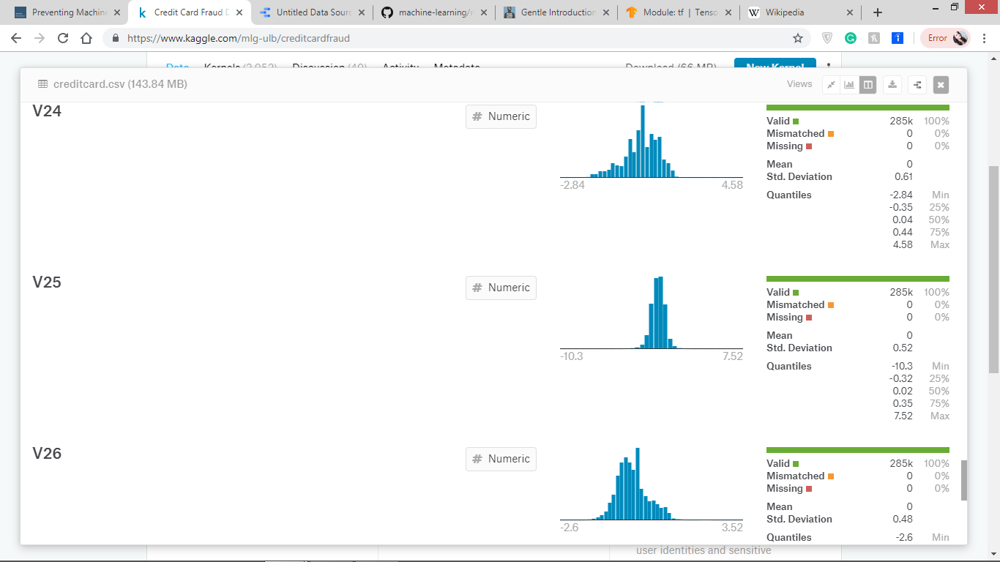 Preventing Machine
Credit Card Fraud D
Untitled Data Sourc
machine-learning/r
Gentle Introduction
Module: tf | Tenso
Wikipedia
https://www.kaggle.com/mlg-ulb/creditcardfraud
Error
Data Kernels (2,052) Discussion (40) Activity Metadata Download (66 MB) New Kernel
creditcard.csv (143.84 MB)
Views
V24
# Numeric
-2.84 4.58
Valid 285k 100%
Mismatched 0 0%
Missing 0 0%
Mean 0
Std. Deviation 0.61
Quantiles -2.84 Min
-0.35 25%
0.04 50%
0.44 75%
4.58 Max
V25
# Numeric
-10.3 7.52
Valid 285k 100%
Mismatched 0 0%
Missing 0 0%
Mean 0
Std. Deviation 0.52
Quantiles -10.3 Min
-0.32 25%
0.02 50%
0.35 75%
7.52 Max
V26
# Numeric
-2.6 3.52
Valid 285k 100%
Mismatched 0 0%
Missing 0 0%
Mean 0
Std. Deviation 0.48
Quantiles -2.6 Min
user identities and sensitive